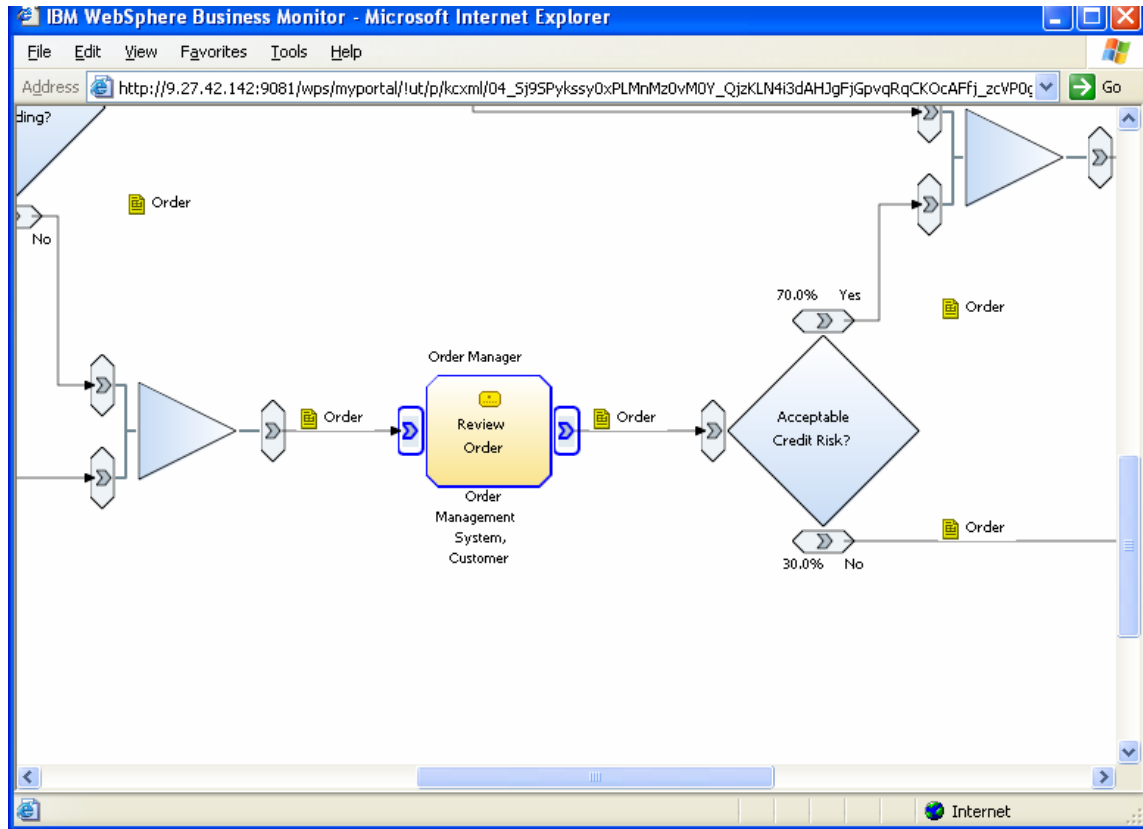 IBM WebSphere Business Monitor - Microsoft Internet Explorer
File Edit View Favorites Tools Help
Address http://9.27.42.142:9081/wps/myportal/!ut/p/kcxml/04_Sj9SPykssy0xPLMnMz0vM0Y_QjzKLN4i3dAHJgFjGpvqRqCKOcAFfj_zcVP0g Go
ding?
Order
No
70.0% Yes
Order
Order Manager
Order
Review
Order
Order
Acceptable
Credit Risk?
Order
Management
System,
Customer
Order
30.0% No
Internet